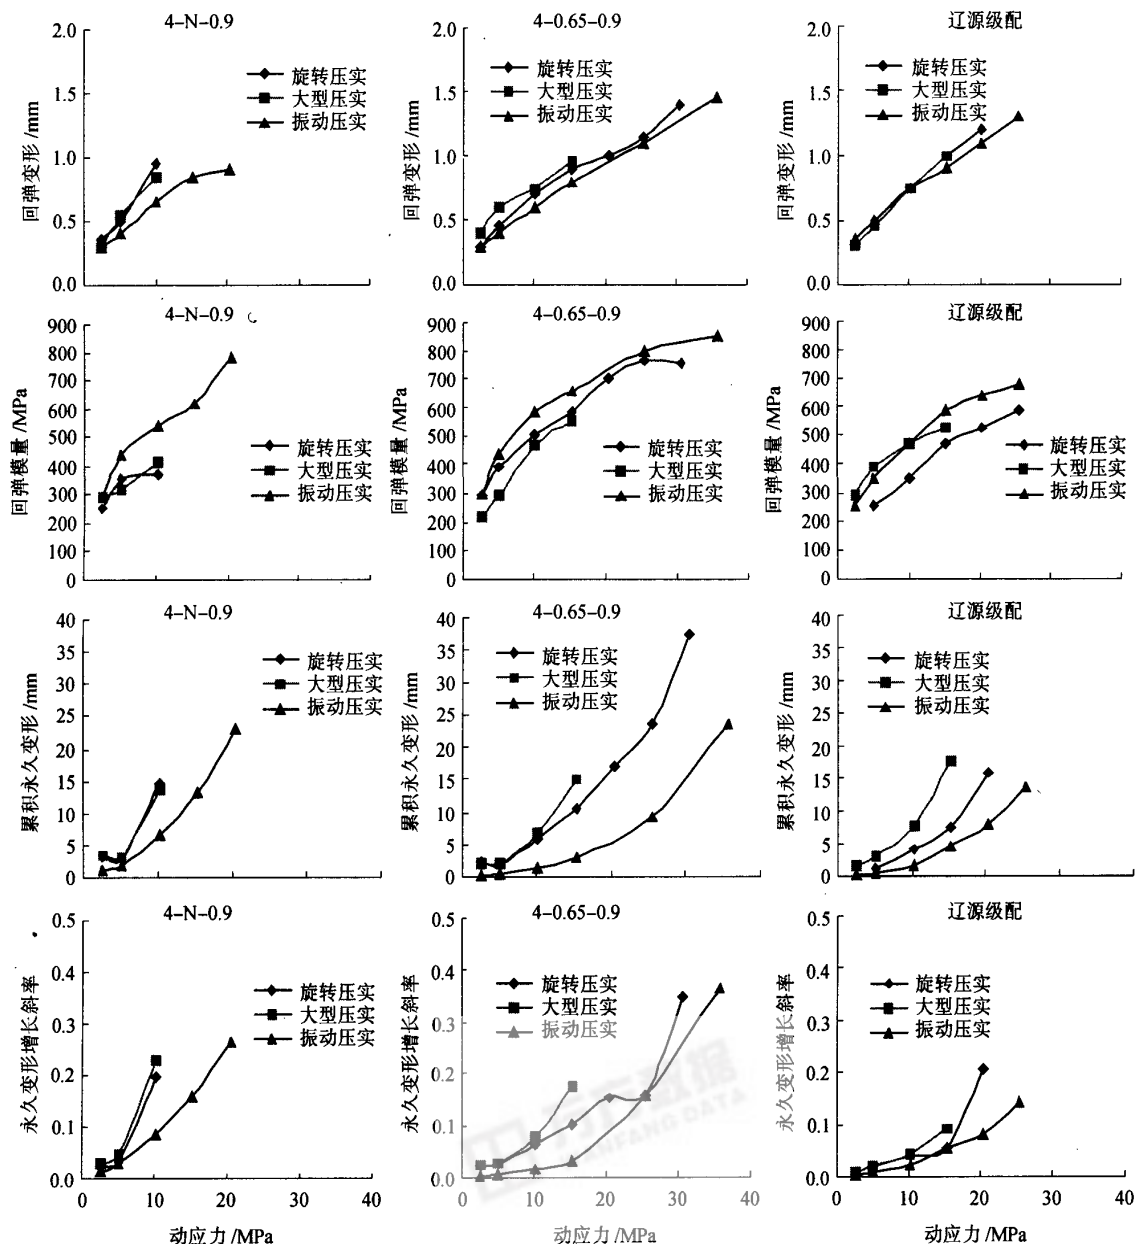 4-N-0.9
2.0
1.5
1.0
0.5
0.0
回弹变形/mm
旋转压实
大型压实
振动压实
4-0.65-0.9
2.0
1.5
1.0
0.5
0.0
回弹变形/mm
旋转压实
大型压实
振动压实
辽源级配
2.0
1.5
1.0
0.5
0.0
回弹变形/mm
旋转压实
大型压实
振动压实
4-N-0.9
900
800
700
600
500
400
300
200
100
0
回弹模量/MPa
旋转压实
大型压实
振动压实
4-0.65-0.9
900
800
700
600
500
400
300
200
100
0
回弹模量/MPa
旋转压实
大型压实
振动压实
辽源级配
900
800
700
600
500
400
300
200
100
0
回弹模量/MPa
旋转压实
大型压实
振动压实
4-N-0.9
40
35
30
25
20
15
10
5
0
累积永久变形/mm
旋转压实
大型压实
振动压实
4-0.65-0.9
40
35
30
25
20
15
10
5
0
累积永久变形/mm
旋转压实
大型压实
振动压实
辽源级配
40
35
30
25
20
15
10
5
0
累积永久变形/mm
旋转压实
大型压实
振动压实
4-N-0.9
0.5
0.4
0.3
0.2
0.1
0.0
永久变形增长斜率
旋转压实
大型压实
振动压实
0 10 20 30 40
动应力/MPa
4-0.65-0.9
0.5
0.4
0.3
0.2
0.1
0.0
永久变形增长斜率
旋转压实
大型压实
振动压实
0 10 20 30 40
动应力/MPa
辽源级配
0.5
0.4
0.3
0.2
0.1
0.0
永久变形增长斜率
旋转压实
大型压实
振动压实
0 10 20 30 40
动应力/MPa
万方数据
WANFANG DATA